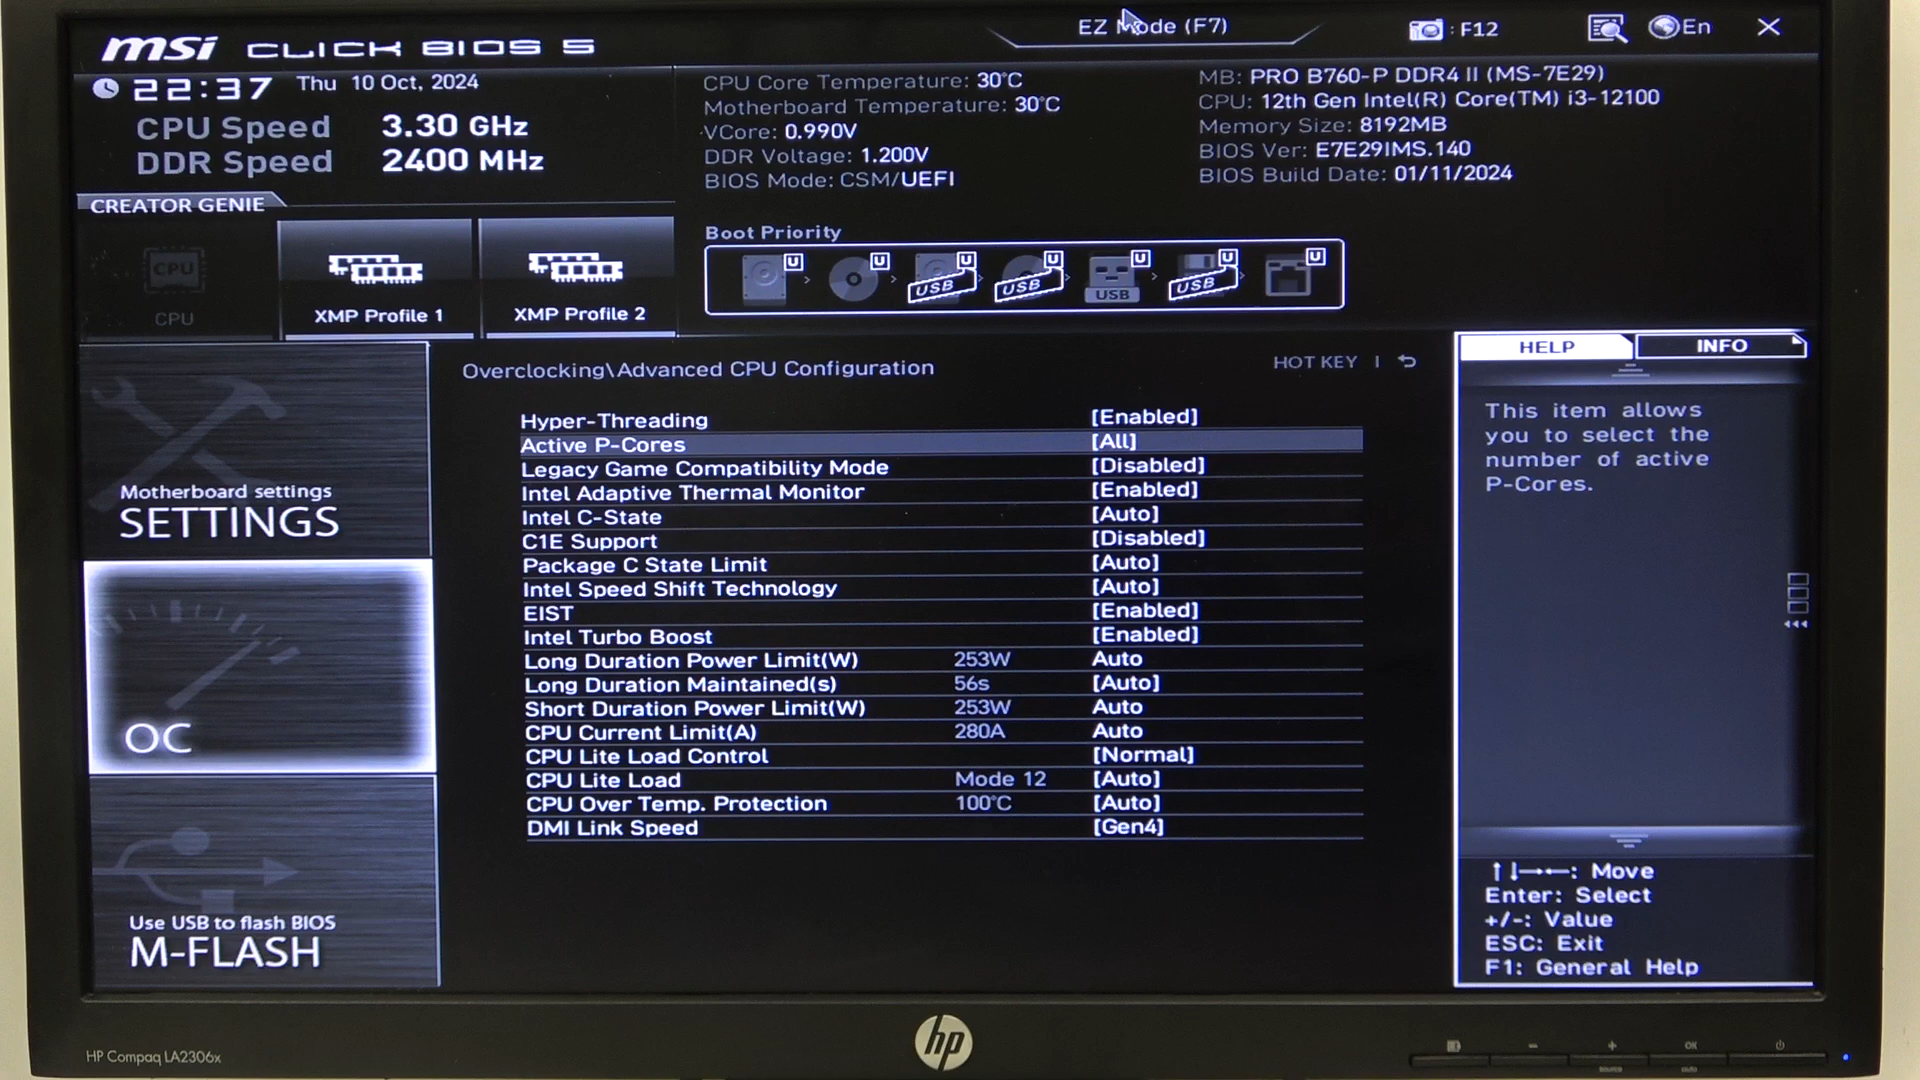 msi CLICK BIOS 5
EZ Mode (F7)
: F12
En
22:37 Thu 10 Oct, 2024
CPU Speed 3.30 GHz
DDR Speed 2400 MHz
CPU Core Temperature: 30°C
Motherboard Temperature: 30°C
VCore: 0.990V
DDR Voltage: 1.200V
BIOS Mode: CSM/UEFI
MB: PRO B760-P DDR4 II (MS-7E29)
CPU: 12th Gen Intel(R) Core(TM) i3-12100
Memory Size: 8192MB
BIOS Ver: E7E29IMS.140
BIOS Build Date: 01/11/2024
CREATOR GENIE
CPU
CPU
XMP Profile 1
XMP Profile 2
Boot Priority
U U U U U U U
USB USB USB USB
Motherboard settings
SETTINGS
OC
Use USB to flash BIOS
M-FLASH
Overclocking\Advanced CPU Configuration
HOT KEY |
Hyper-Threading [Enabled]
Active P-Cores [All]
Legacy Game Compatibility Mode [Disabled]
Intel Adaptive Thermal Monitor [Enabled]
Intel C-State [Auto]
C1E Support [Disabled]
Package C State Limit [Auto]
Intel Speed Shift Technology [Auto]
EIST [Enabled]
Intel Turbo Boost [Enabled]
Long Duration Power Limit(W) 253W Auto
Long Duration Maintained(s) 56s [Auto]
Short Duration Power Limit(W) 253W Auto
CPU Current Limit(A) 280A Auto
CPU Lite Load Control [Normal]
CPU Lite Load Mode 12 [Auto]
CPU Over Temp. Protection 100°C [Auto]
DMI Link Speed [Gen4]
HELP
INFO
This item allows
you to select the
number of active
P-Cores.
↑↓→←: Move
Enter: Select
+/-: Value
ESC: Exit
F1: General Help
HP Compaq LA2306x
hp
- + OK
source auto